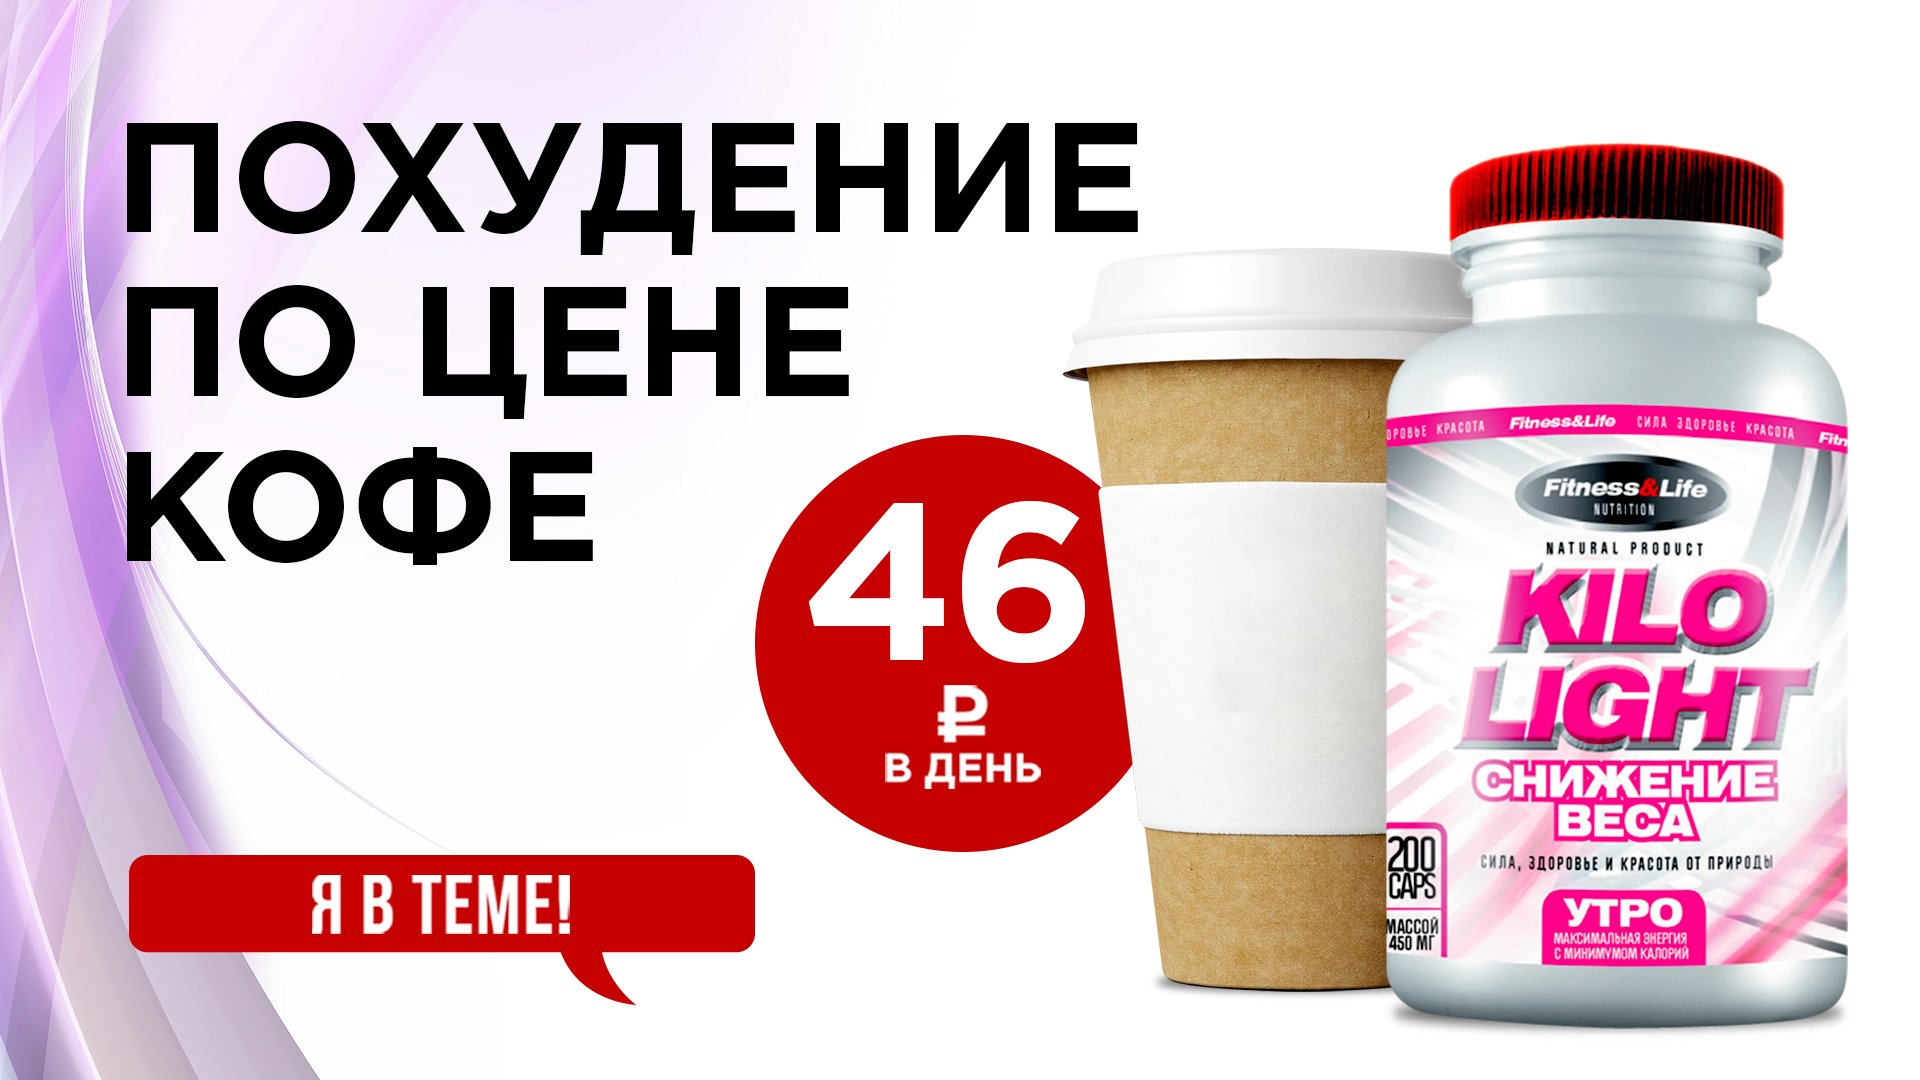 ПОХУДЕНИЕ
ПО ЦЕНЕ
КОФЕ
46
₽
В ДЕНЬ
Я В ТЕМЕ!
КРАСОТА Fitness&Life СИЛА ЗДОРОВЬЕ КРАСОТА
Fitness&Life
NUTRITION
NATURAL PRODUCT
KILO
LIGHT
СНИЖЕНИЕ
ВЕСА
СИЛА, ЗДОРОВЬЕ И КРАСОТА ОТ ПРИРОДЫ
200
CAPS
МАССОЙ
450 МГ
УТРО
МАКСИМАЛЬНАЯ ЭНЕРГИЯ
С МИНИМУМОМ КАЛОРИЙ